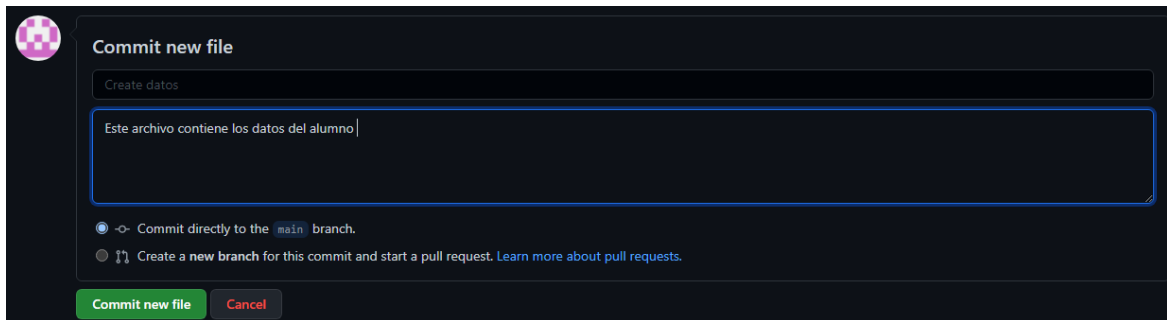 Commit new file
Create datos
Este archivo contiene los datos del alumno
Commit directly to the main branch.
Create a new branch for this commit and start a pull request. Learn more about pull requests.
Commit new file Cancel